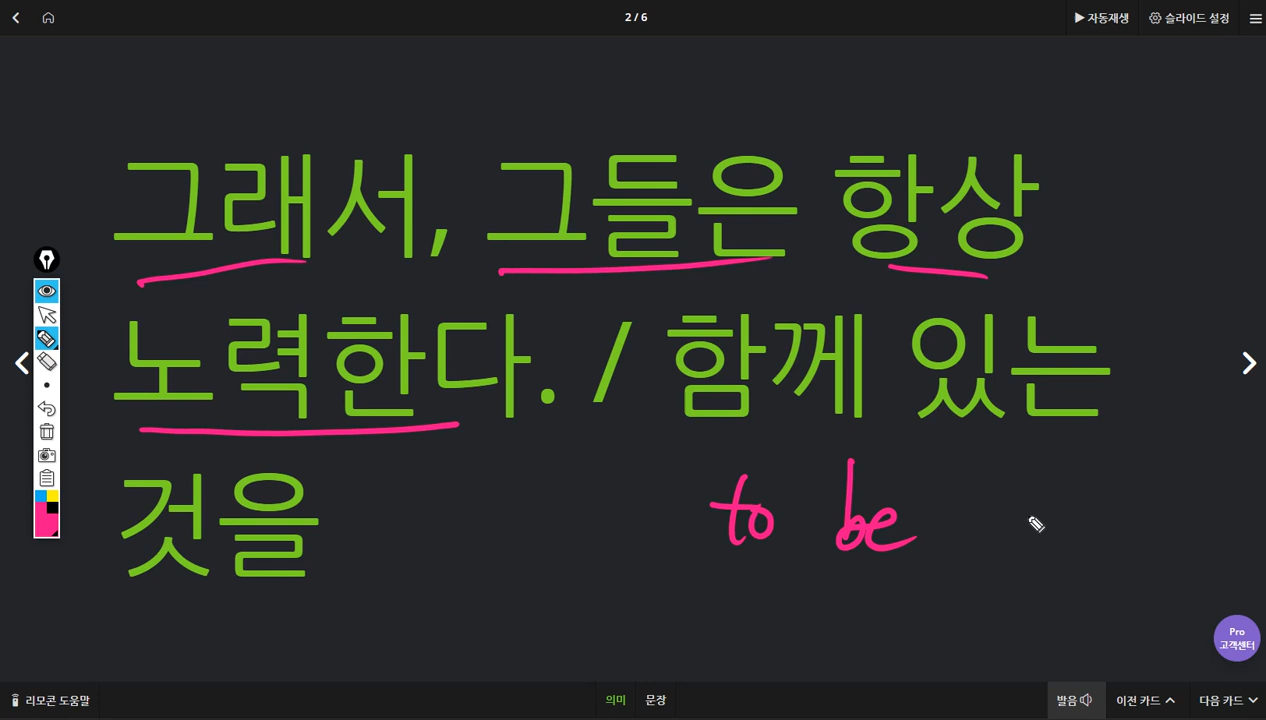 2 / 6
자동재생
슬라이드 설정
그래서, 그들은 항상
노력한다. / 함께 있는
것을
to be
Pro
고객센터
리모콘 도움말
의미
문장
발음
이전 카드
다음 카드